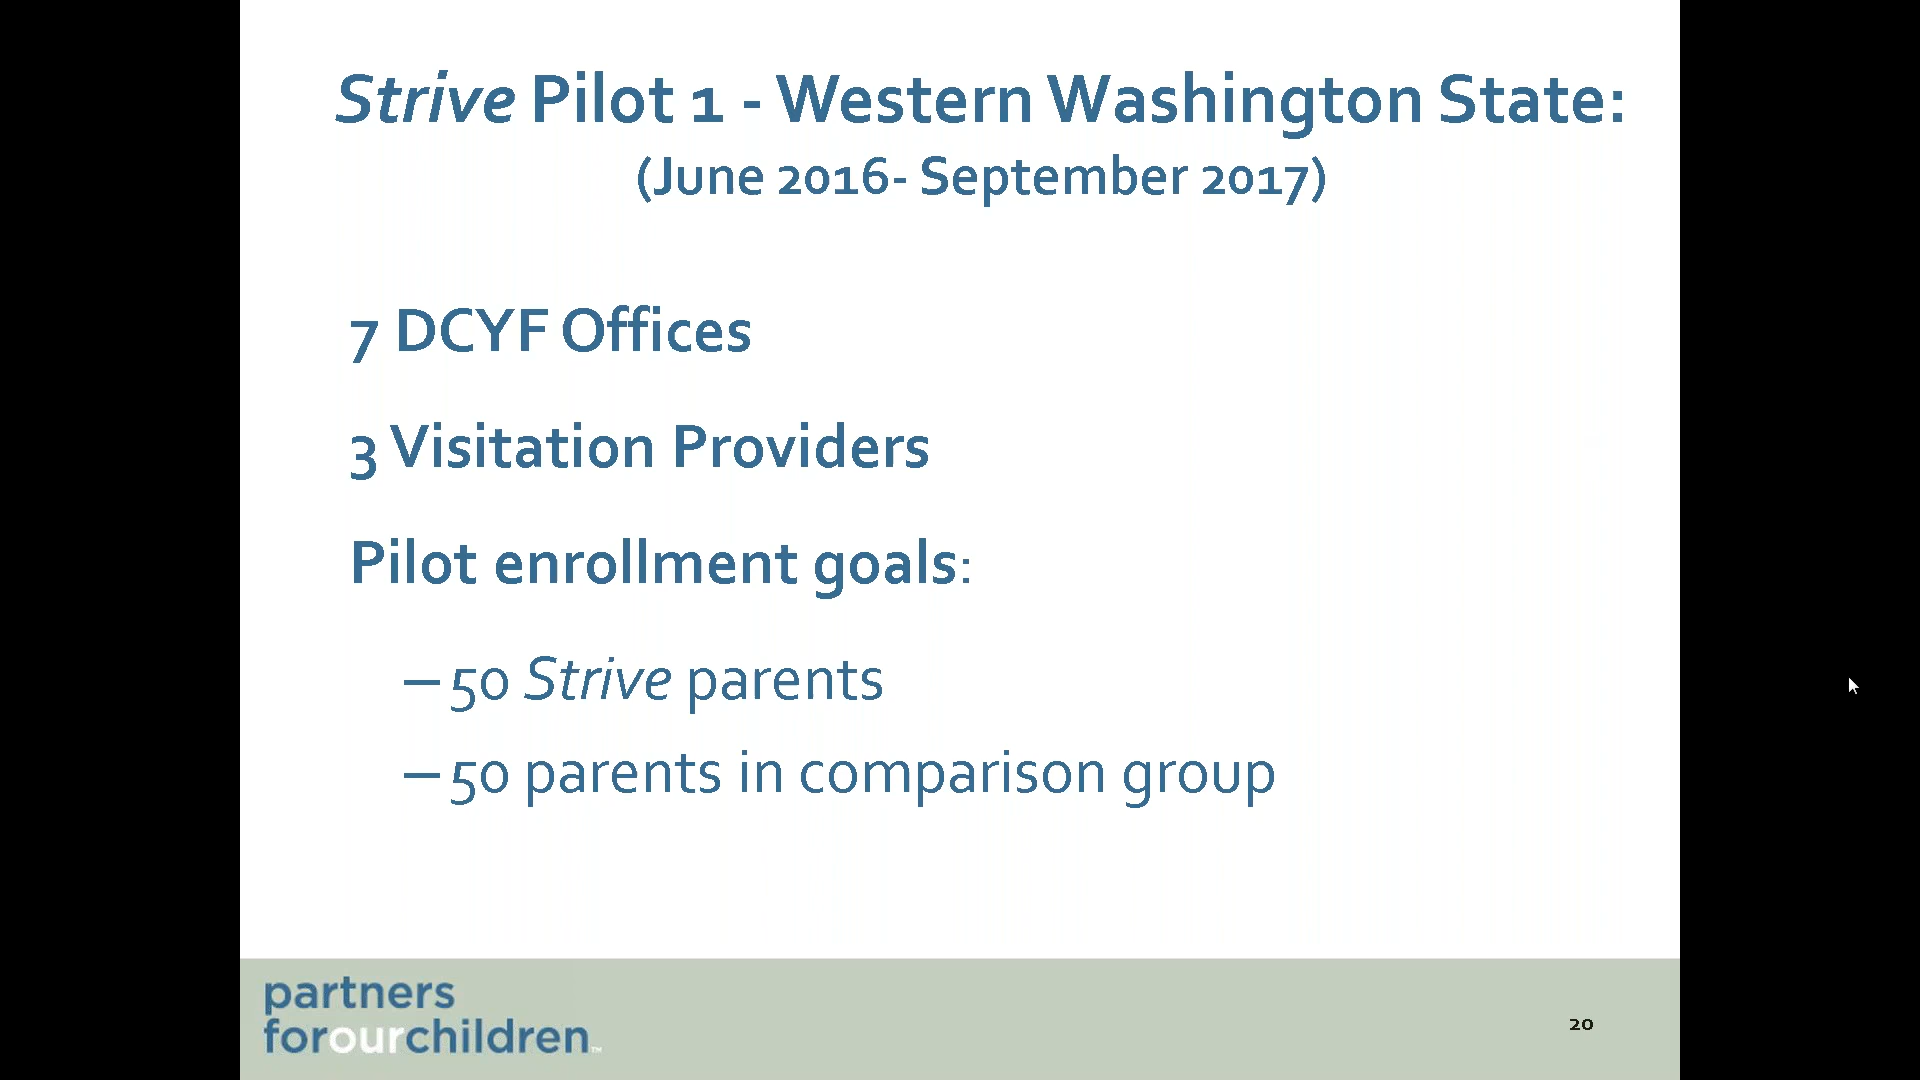 Strive Pilot 1 - Western Washington State:
(June 2016- September 2017)
7 DCYF Offices
3 Visitation Providers
Pilot enrollment goals:
– 50 Strive parents
– 50 parents in comparison group
partners
forourchildren™
20